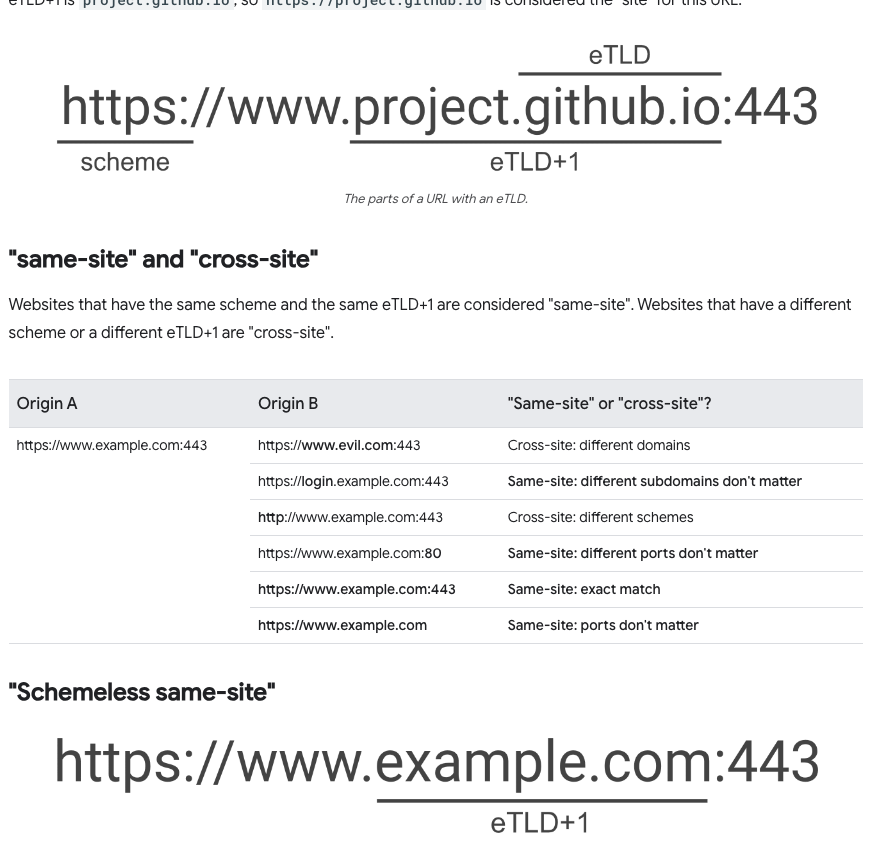 eTLD+1 is project.github.io, so https://project.github.io is considered the "site" for this URL.
eTLD
https://www.project.github.io:443
scheme
eTLD+1
The parts of a URL with an eTLD.
"same-site" and "cross-site"
Websites that have the same scheme and the same eTLD+1 are considered "same-site". Websites that have a different
scheme or a different eTLD+1 are "cross-site".
Origin A Origin B "Same-site" or "cross-site"?
https://www.example.com:443 https://www.evil.com:443 Cross-site: different domains
https://login.example.com:443 Same-site: different subdomains don't matter
http://www.example.com:443 Cross-site: different schemes
https://www.example.com:80 Same-site: different ports don't matter
https://www.example.com:443 Same-site: exact match
https://www.example.com Same-site: ports don't matter
"Schemeless same-site"
https://www.example.com:443
eTLD+1